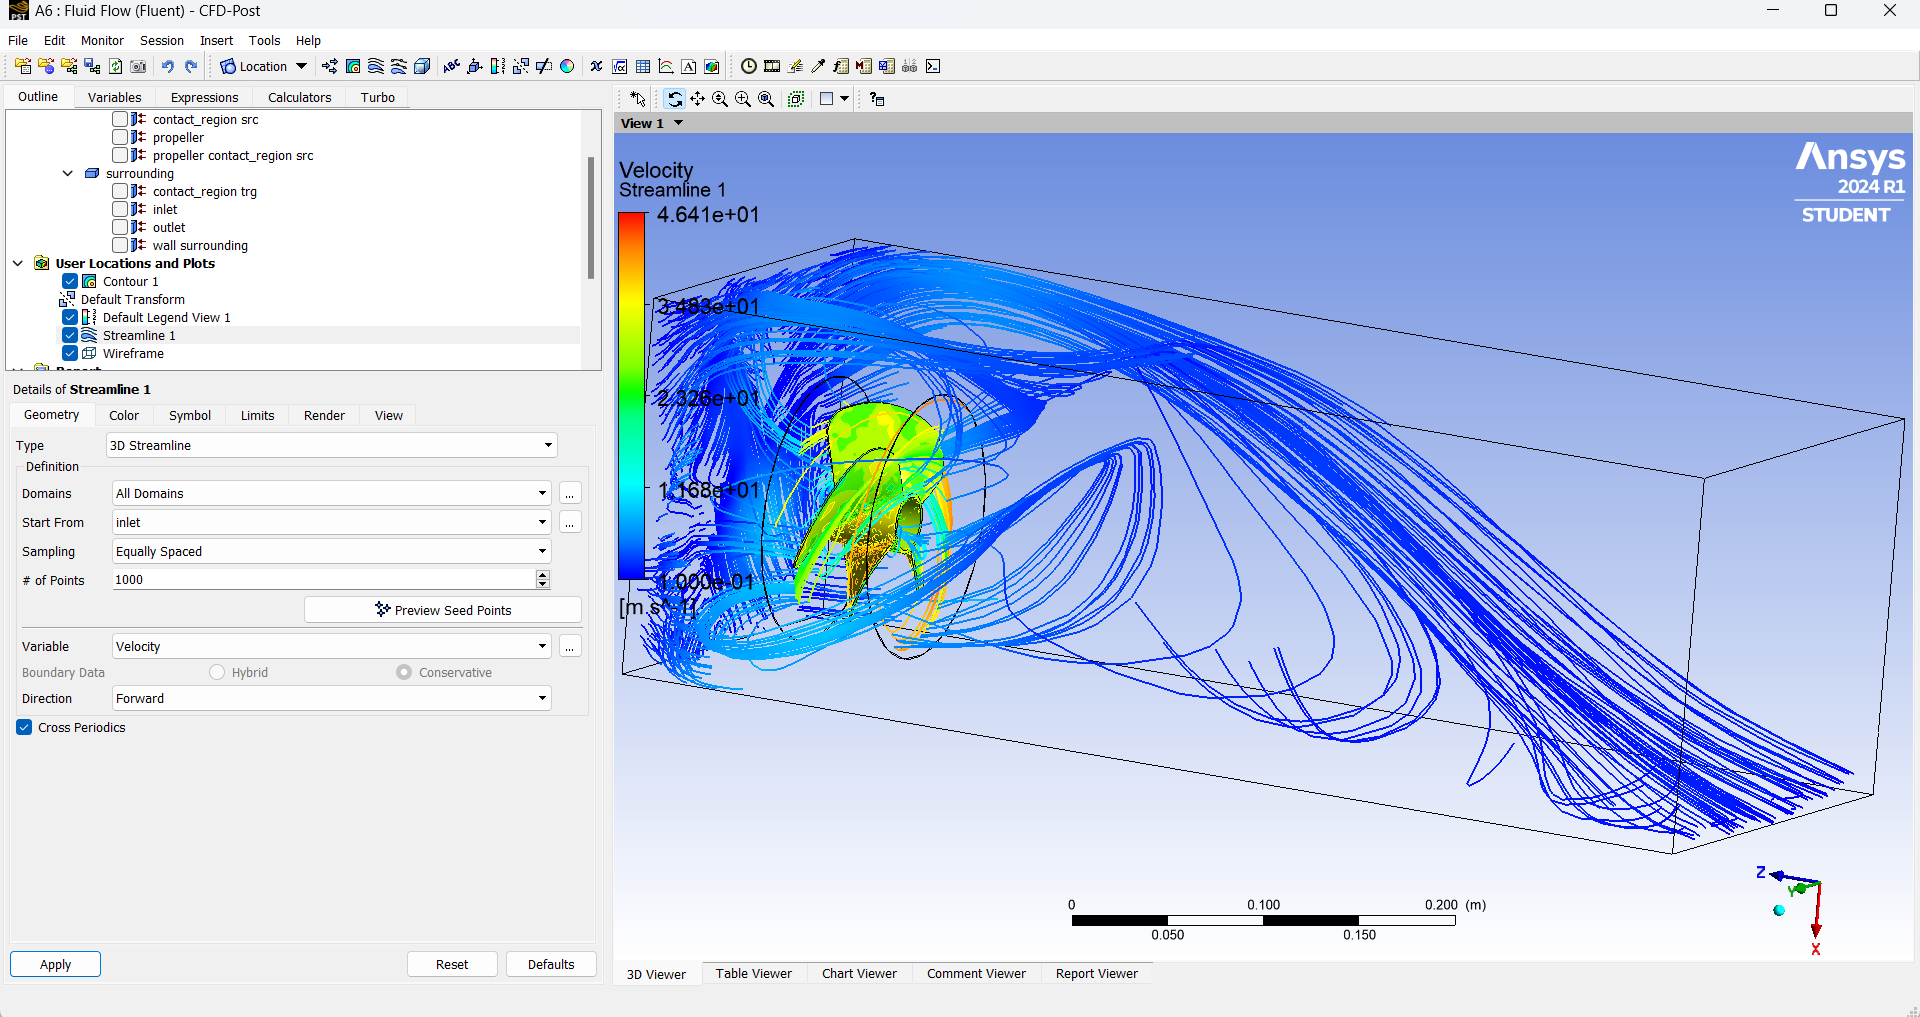 A6 : Fluid Flow (Fluent) - CFD-Post
File Edit Monitor Session Insert Tools Help
Location
Outline Variables Expressions Calculators Turbo
contact_region src
propeller
propeller contact_region src
surrounding
contact_region trg
inlet
outlet
wall surrounding
User Locations and Plots
Contour 1
Default Transform
Default Legend View 1
Streamline 1
Wireframe
Details of Streamline 1
Geometry Color Symbol Limits Render View
Type 3D Streamline
Definition
Domains All Domains ...
Start From inlet ...
Sampling Equally Spaced
# of Points 1000
Preview Seed Points
Variable Velocity ...
Boundary Data Hybrid Conservative
Direction Forward
Cross Periodics
Apply Reset Defaults
View 1
Velocity
Streamline 1
4.641e+01
3.483e+01
2.326e+01
1.168e+01
1.000e-01
[m s^-1]
Ansys
2024 R1
STUDENT
Z
Y
X
0 0.100 0.200 (m)
0.050 0.150
3D Viewer Table Viewer Chart Viewer Comment Viewer Report Viewer